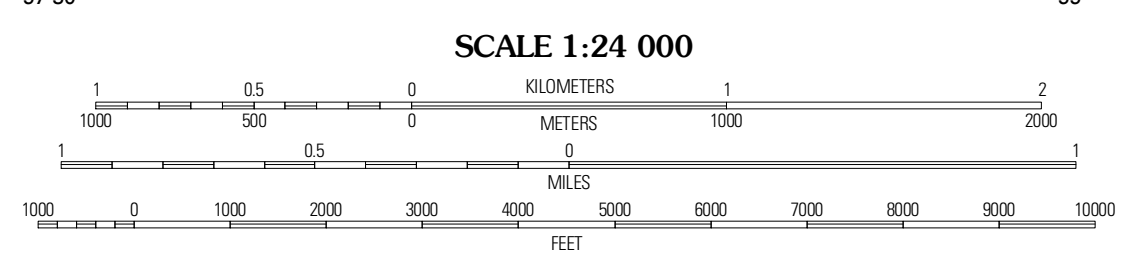 SCALE 1:24 000
1 0.5 0 KILOMETERS 1 2
1000 500 0 METERS 1000 2000
1 0.5 0 1
MILES
1000 0 1000 2000 3000 4000 5000 6000 7000 8000 9000 10000
FEET